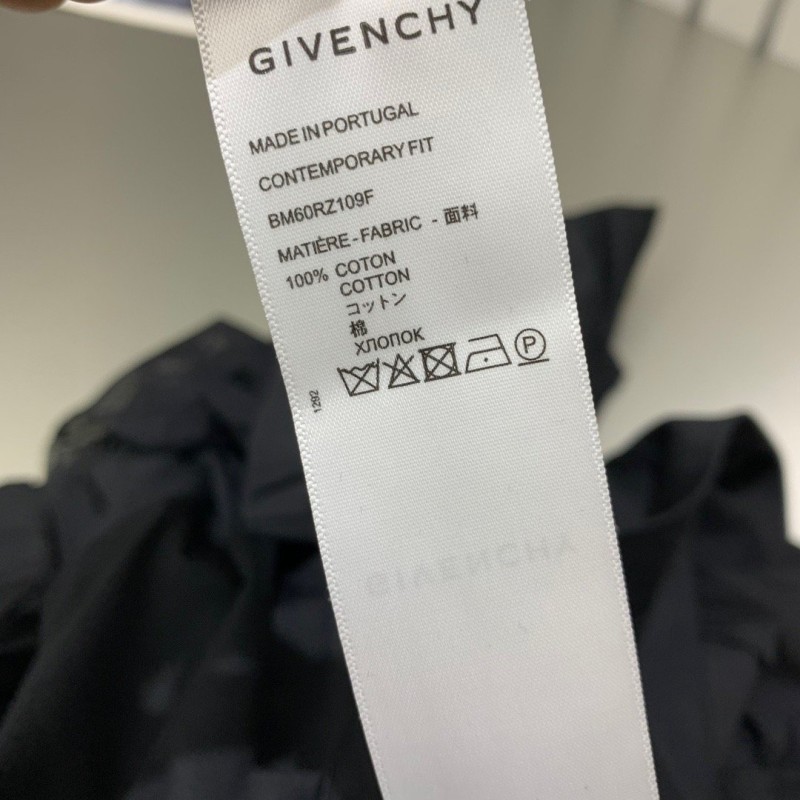 GIVENCHY
MADE IN PORTUGAL
CONTEMPORARY FIT
BM60RZ109F
MATIÈRE - FABRIC - 面料
100% COTON
COTTON
コットン
棉
ХЛОПОК
P
1292
GIVENCHY